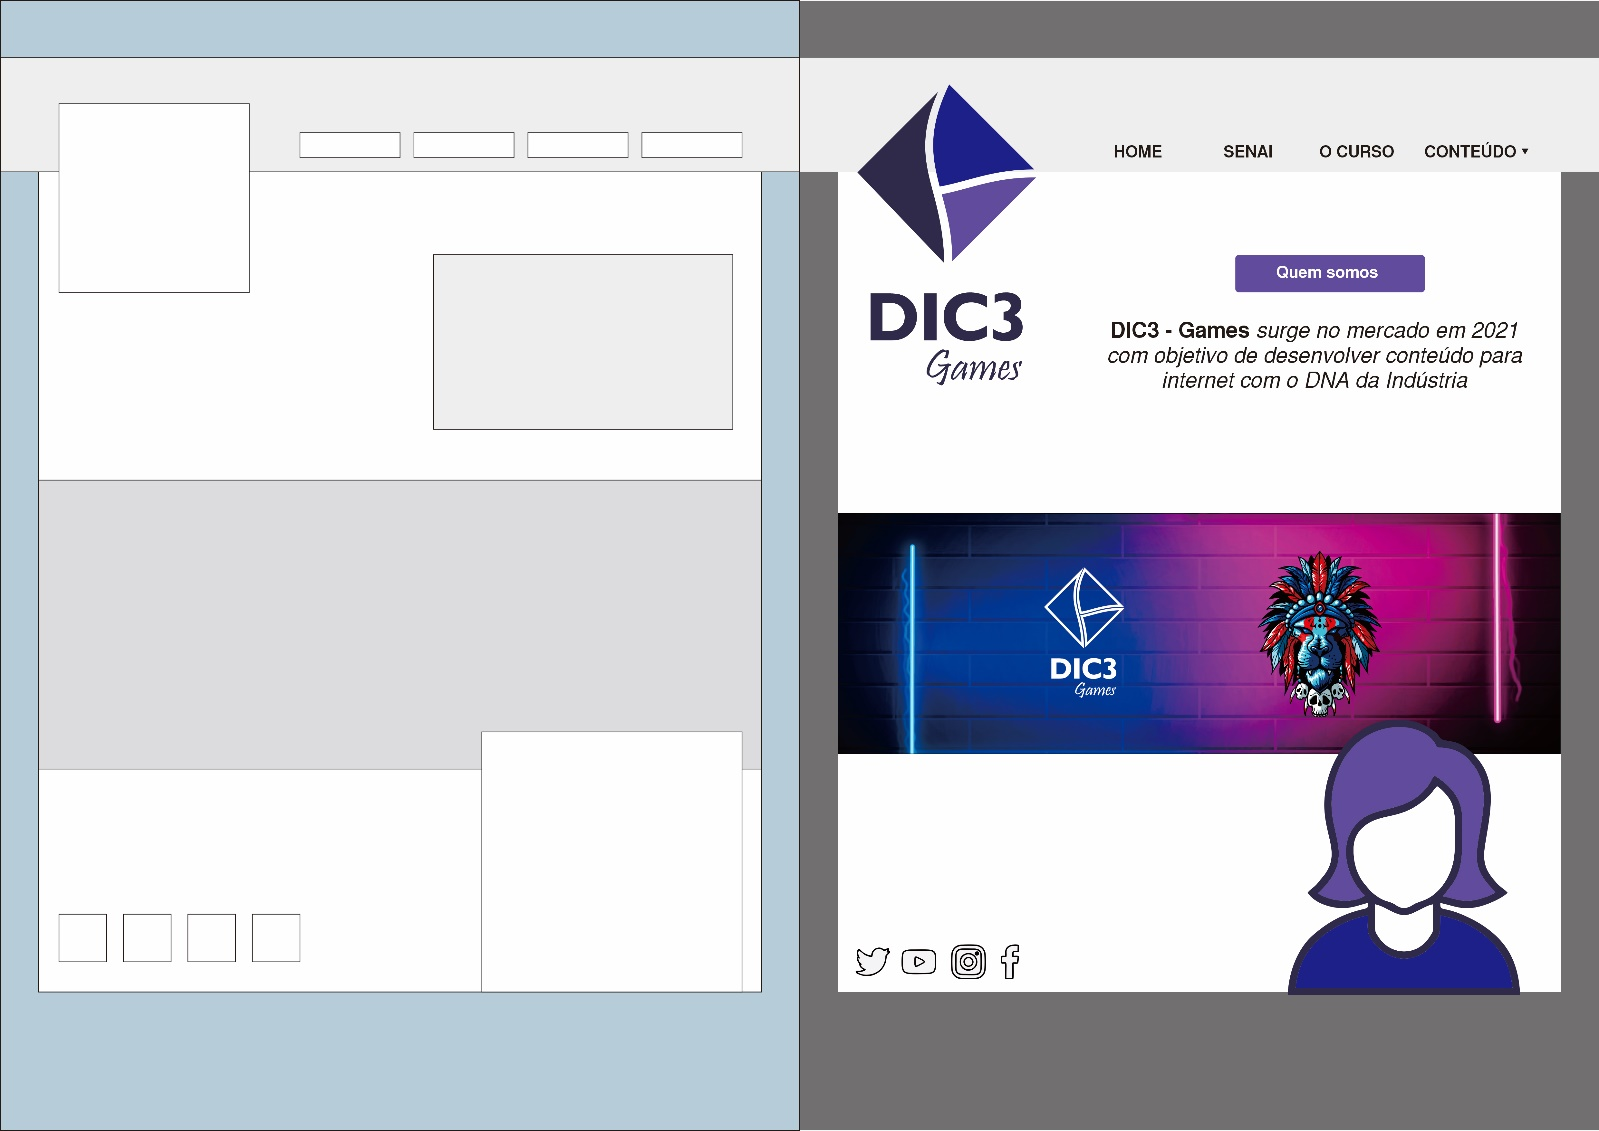 HOME SENAI O CURSO CONTEÚDO ▾
DIC3
Games
Quem somos
DIC3 - Games surge no mercado em 2021
com objetivo de desenvolver conteúdo para
internet com o DNA da Indústria
DIC3
Games